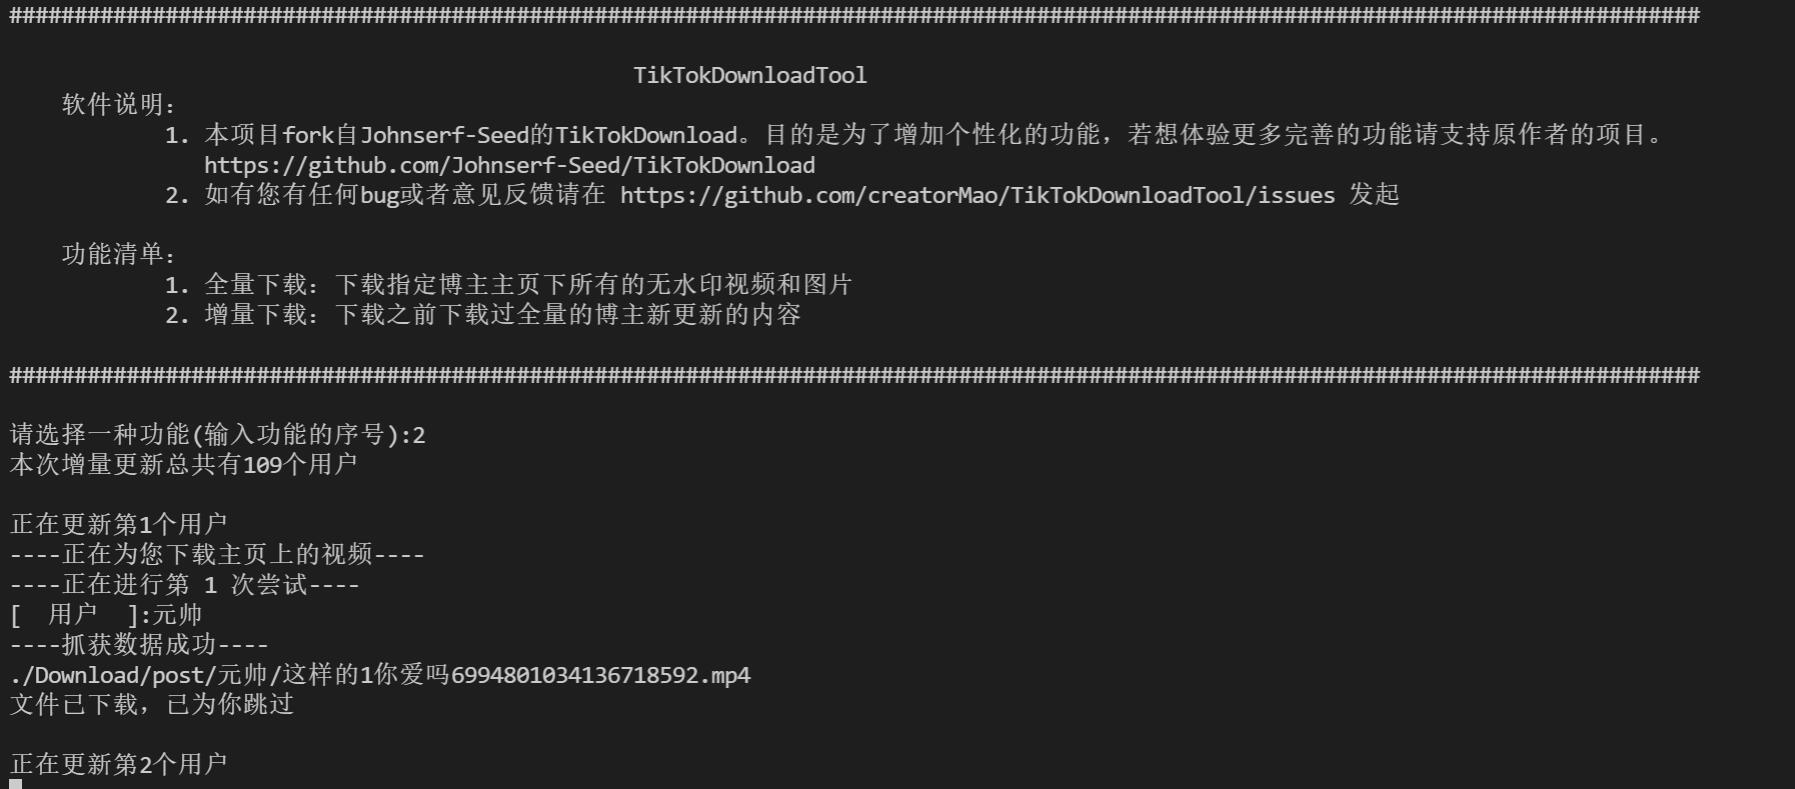 ##################################################################################################################################
TikTokDownloadTool
软件说明：
1. 本项目fork自Johnserf-Seed的TikTokDownload。目的是为了增加个性化的功能，若想体验更多完善的功能请支持原作者的项目。
https://github.com/Johnserf-Seed/TikTokDownload
2. 如有您有任何bug或者意见反馈请在 https://github.com/creatorMao/TikTokDownloadTool/issues 发起
功能清单：
1. 全量下载：下载指定博主主页下所有的无水印视频和图片
2. 增量下载：下载之前下载过全量的博主新更新的内容
##################################################################################################################################
请选择一种功能(输入功能的序号):2
本次增量更新总共有109个用户
正在更新第1个用户
----正在为您下载主页上的视频----
----正在进行第 1 次尝试----
[  用户  ]:元帅
----抓获数据成功----
./Download/post/元帅/这样的1你爱吗6994801034136718592.mp4
文件已下载，已为你跳过
正在更新第2个用户